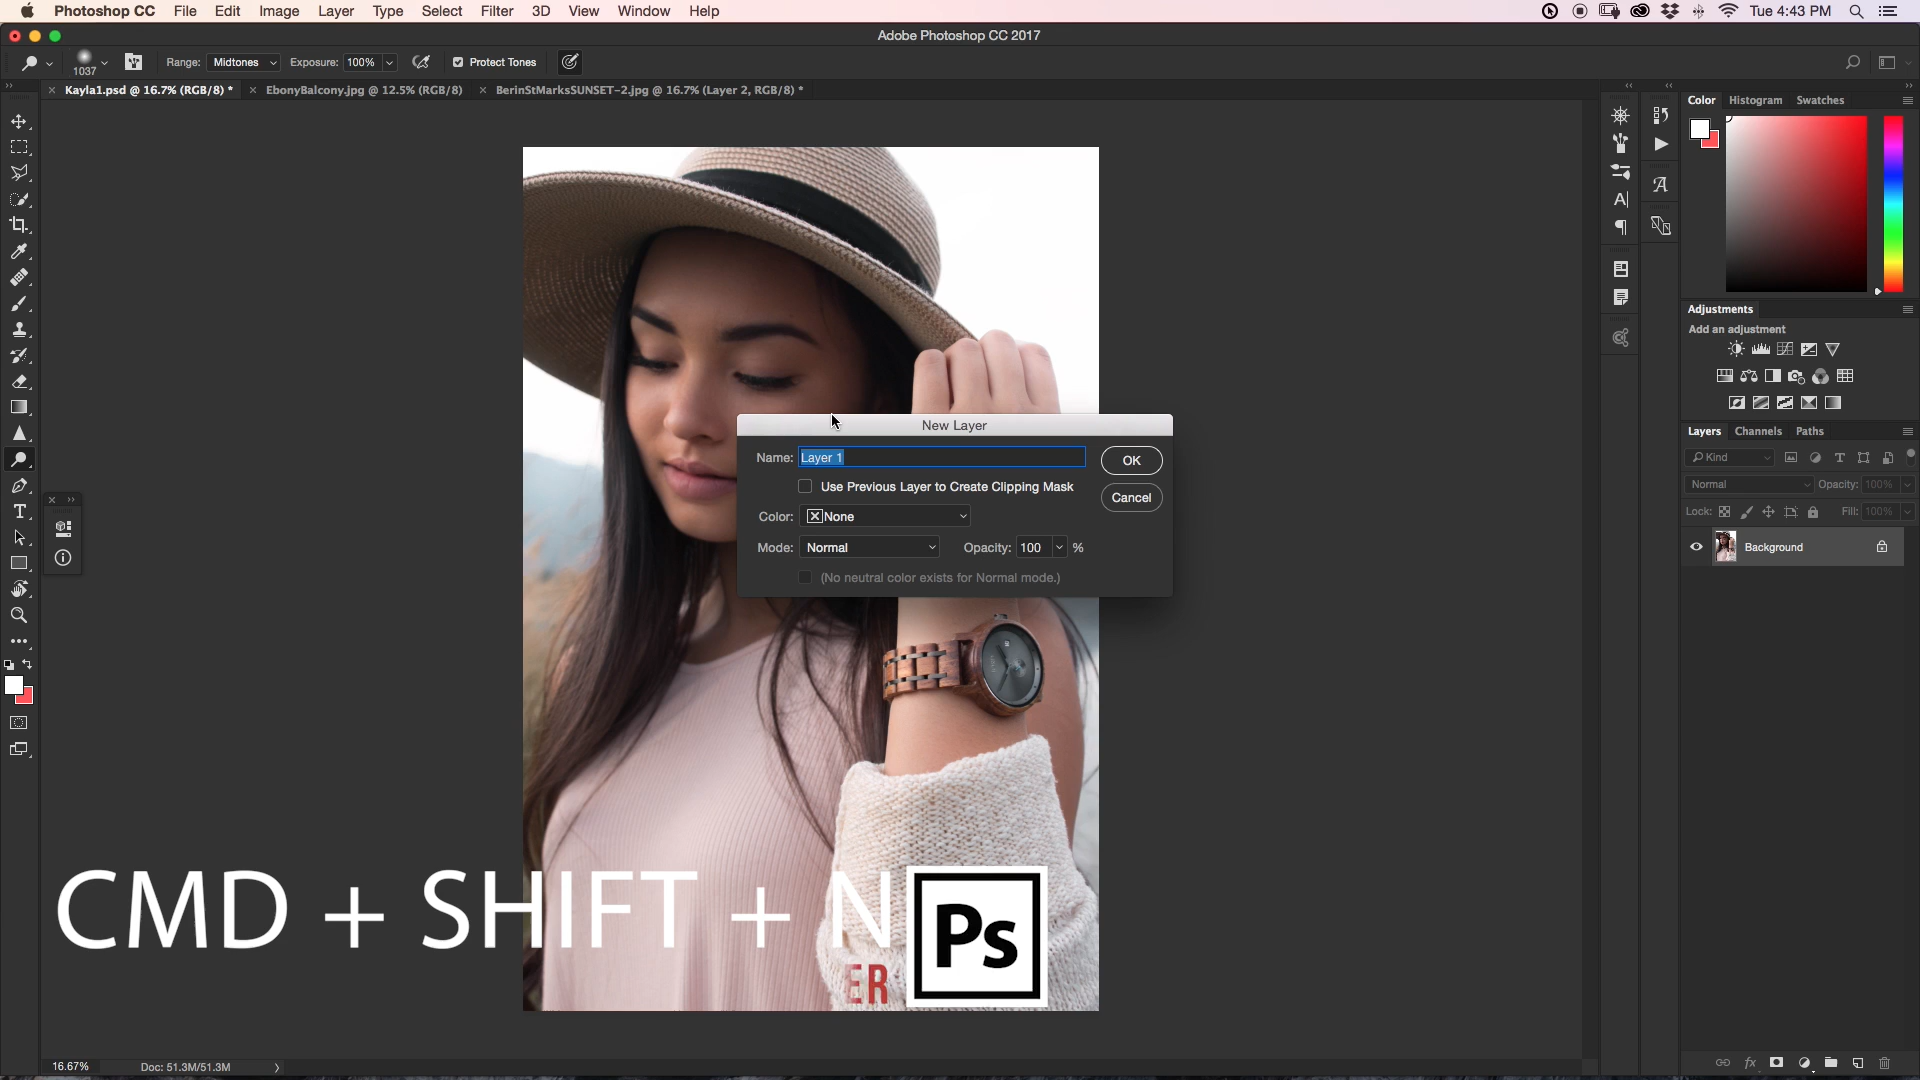 Photoshop CC File Edit Image Layer Type Select Filter 3D View Window Help Tue 4:43 PM
Adobe Photoshop CC 2017
1037 Range: Midtones Exposure: 100% Protect Tones
Kayla1.psd @ 16.7% (RGB/8) * EbonyBalcony.jpg @ 12.5% (RGB/8) BerinStMarksSUNSET-2.jpg @ 16.7% (Layer 2, RGB/8) *
Color Histogram Swatches
Adjustments
Add an adjustment
New Layer
Name: Layer 1 OK
Use Previous Layer to Create Clipping Mask
Cancel
Color: None
Mode: Normal Opacity: 100 %
(No neutral color exists for Normal mode.)
Layers Channels Paths
Kind
Normal Opacity: 100%
Lock: Fill: 100%
Background
CMD + SHIFT + N
Ps
ER
16.67% Doc: 51.3M/51.3M